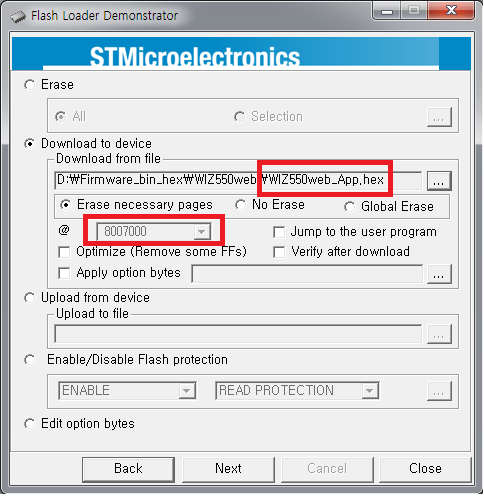 Flash Loader Demonstrator
STMicroelectronics
Erase
All
Selection
...
Download to device
Download from file
D:₩Firmware_bin_hex₩WIZ550web₩WIZ550web_App.hex
...
Erase necessary pages
No Erase
Global Erase
@
8007000
Jump to the user program
Optimize (Remove some FFs)
Verify after download
Apply option bytes
...
Upload from device
Upload to file
...
Enable/Disable Flash protection
ENABLE
READ PROTECTION
...
Edit option bytes
Back
Next
Cancel
Close